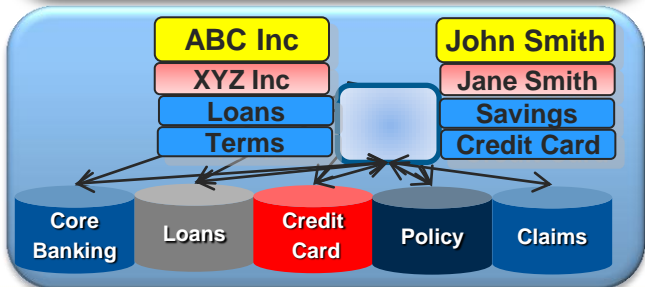 ABC Inc
XYZ Inc
Loans
Terms
John Smith
Jane Smith
Savings
Credit Card
Core
Banking
Loans
Credit
Card
Policy
Claims